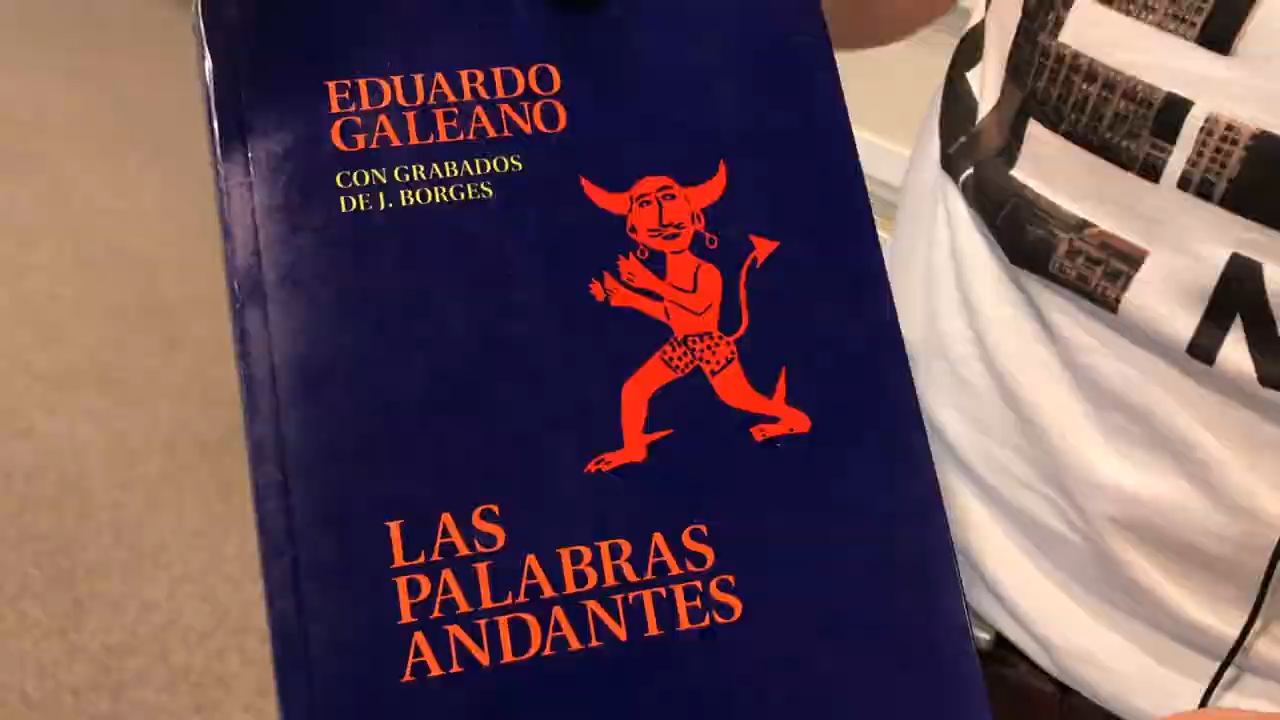 EDUARDO
GALEANO
CON GRABADOS
DE J. BORGES
LAS
PALABRAS
ANDANTES